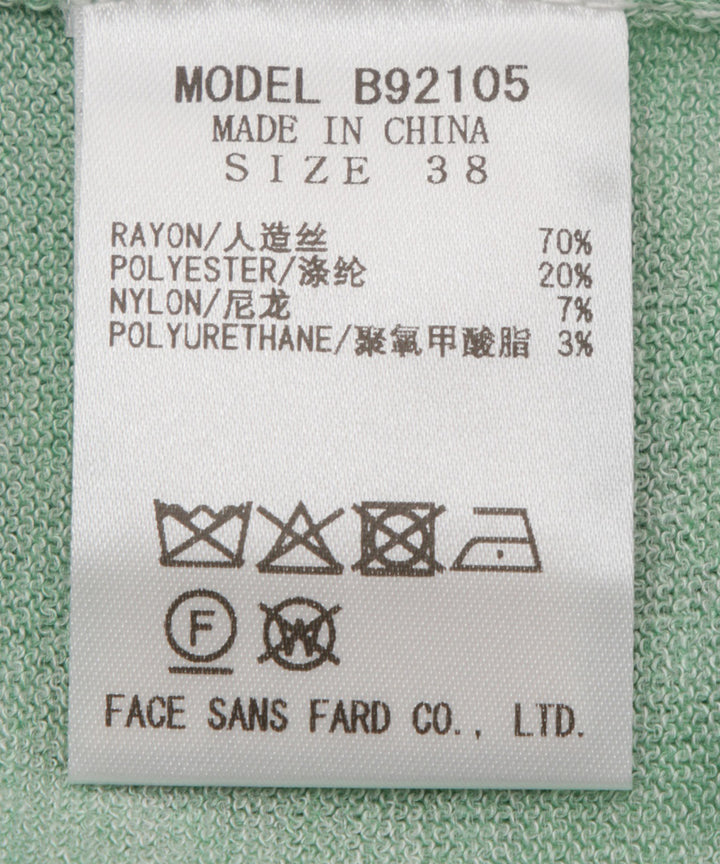 MODEL B92105
MADE IN CHINA
SIZE 38
RAYON/人造丝 70%
POLYESTER/涤纶 20%
NYLON/尼龙 7%
POLYURETHANE/聚氧甲酸脂 3%
F
W
FACE SANS FARD CO., LTD.